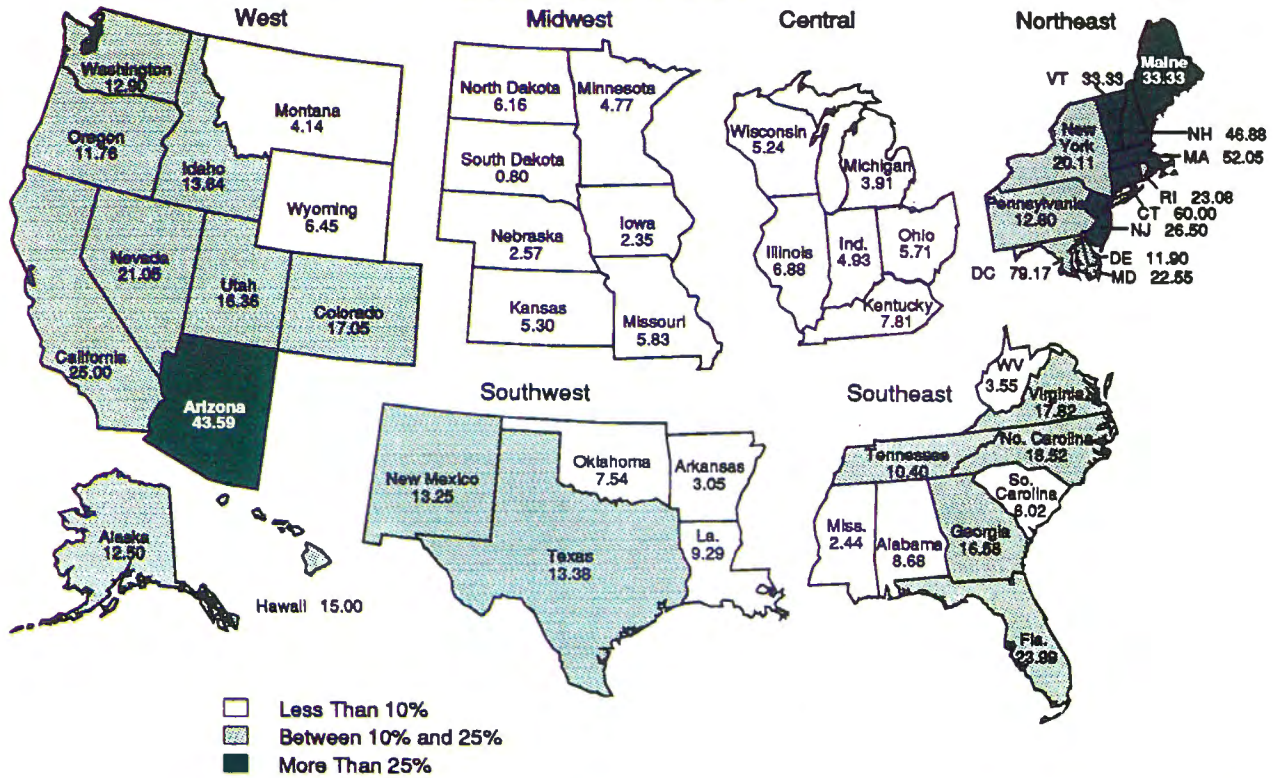 West
Washington
12.90
Oregon
11.76
Idaho
13.64
Montana
4.14
Wyoming
6.45
Nevada
21.05
Utah
16.36
Colorado
17.05
California
25.00
Arizona
43.59
Alaska
12.50
Hawaii 15.00
Midwest
North Dakota
6.16
Minnesota
4.77
South Dakota
0.80
Nebraska
2.57
Iowa
2.35
Kansas
5.30
Missouri
5.83
Central
Wisconsin
5.24
Michigan
3.91
Illinois
6.88
Ind.
4.93
Ohio
5.71
Kentucky
7.81
Northeast
Maine
33.33
VT 33.33
New
York
20.11
NH 46.88
MA 52.05
Pennsylvania
12.80
RI 23.08
CT 60.00
NJ 26.50
DE 11.90
MD 22.55
DC 79.17
Southwest
New Mexico
13.25
Oklahoma
7.54
Arkansas
3.05
Texas
13.38
La.
9.29
Southeast
WV
3.55
Virginia
17.82
Tennessee
10.40
No. Carolina
16.52
So.
Carolina
6.02
Miss.
2.44
Alabama
8.68
Georgia
16.58
Fla.
23.99
Less Than 10%
Between 10% and 25%
More Than 25%